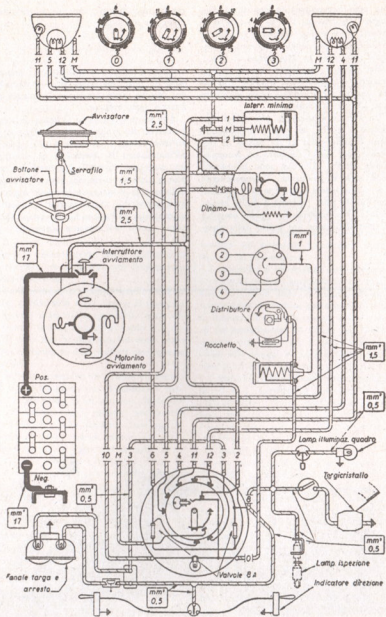 11 5 12 M
0 1 2 3
M 12 4 11
Avvisatore
mm² 2,5
1
M
2
Interr. minima
Serrafilo
mm² 1,5
Bottone avvisatore
mm² 2,5
M
Dinamo
mm² 17
Interruttore avviamento
1
2
3
4
mm² 1
Distributore
Motorino avviamento
Rocchetto
mm² 1,5
Pos.
mm² 0,5
Lamp. illuminaz. quadro
10 M 3 6 5 4 11 12 3 2
Neg.
mm² 0,5
Tergicristallo
mm² 17
mm² 0,5
Valvole 8 A
Lamp. ispezione
Fanale targa e arresto
mm² 0,5
Indicatore direzione